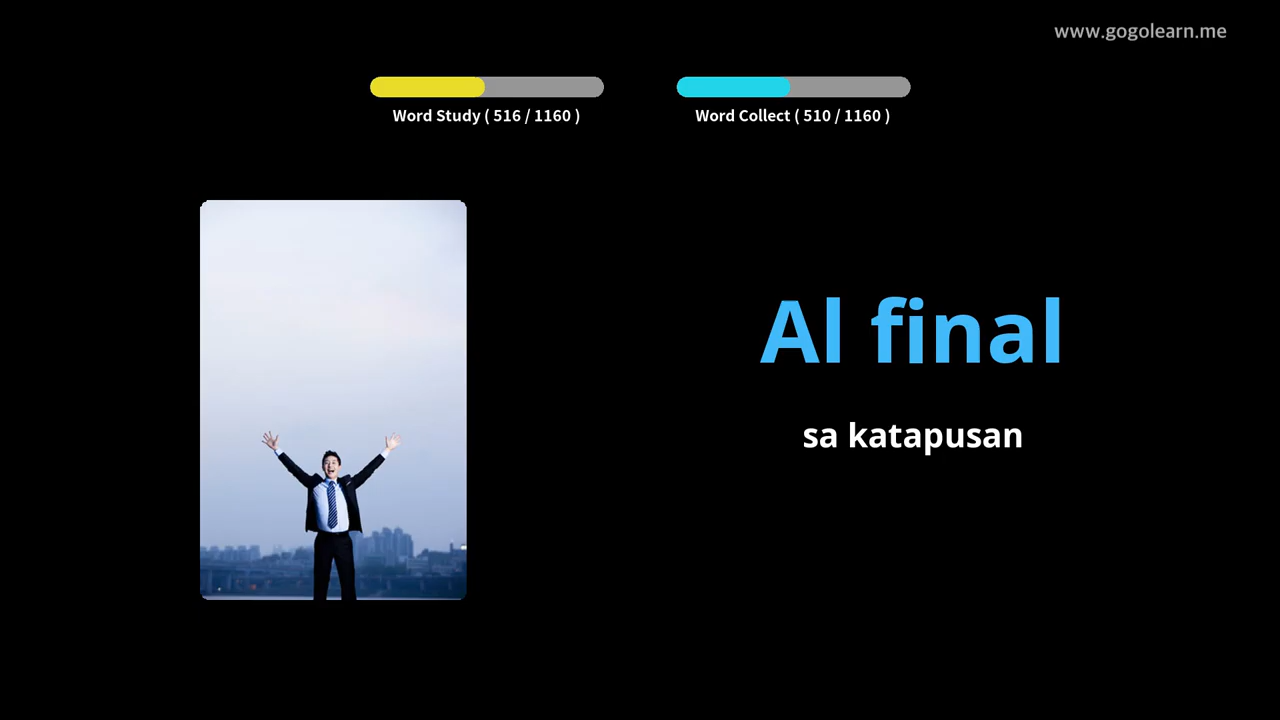 www.gogolearn.me
Word Study ( 516 / 1160 )
Word Collect ( 510 / 1160 )
Al final
sa katapusan